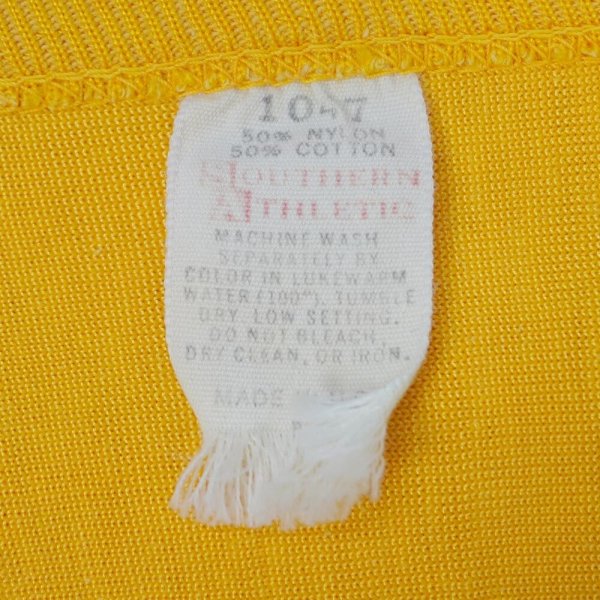 50% NYLON
50% COTTON
SOUTHERN
ATHLETIC
MACHINE WASH
SEPARATELY BY
COLOR IN LUKEWARM
WATER (100°). TUMBLE
DRY LOW SETTING.
DO NOT BLEACH,
DRY CLEAN, OR IRON.
MADE